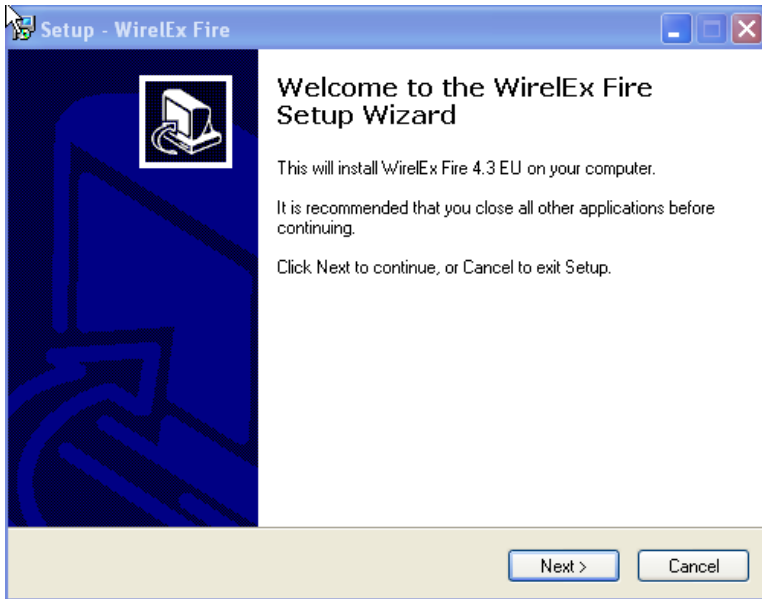 Setup - WirelEx Fire
Welcome to the WirelEx Fire
Setup Wizard
This will install WirelEx Fire 4.3 EU on your computer.
It is recommended that you close all other applications before
continuing.
Click Next to continue, or Cancel to exit Setup.
Next >
Cancel